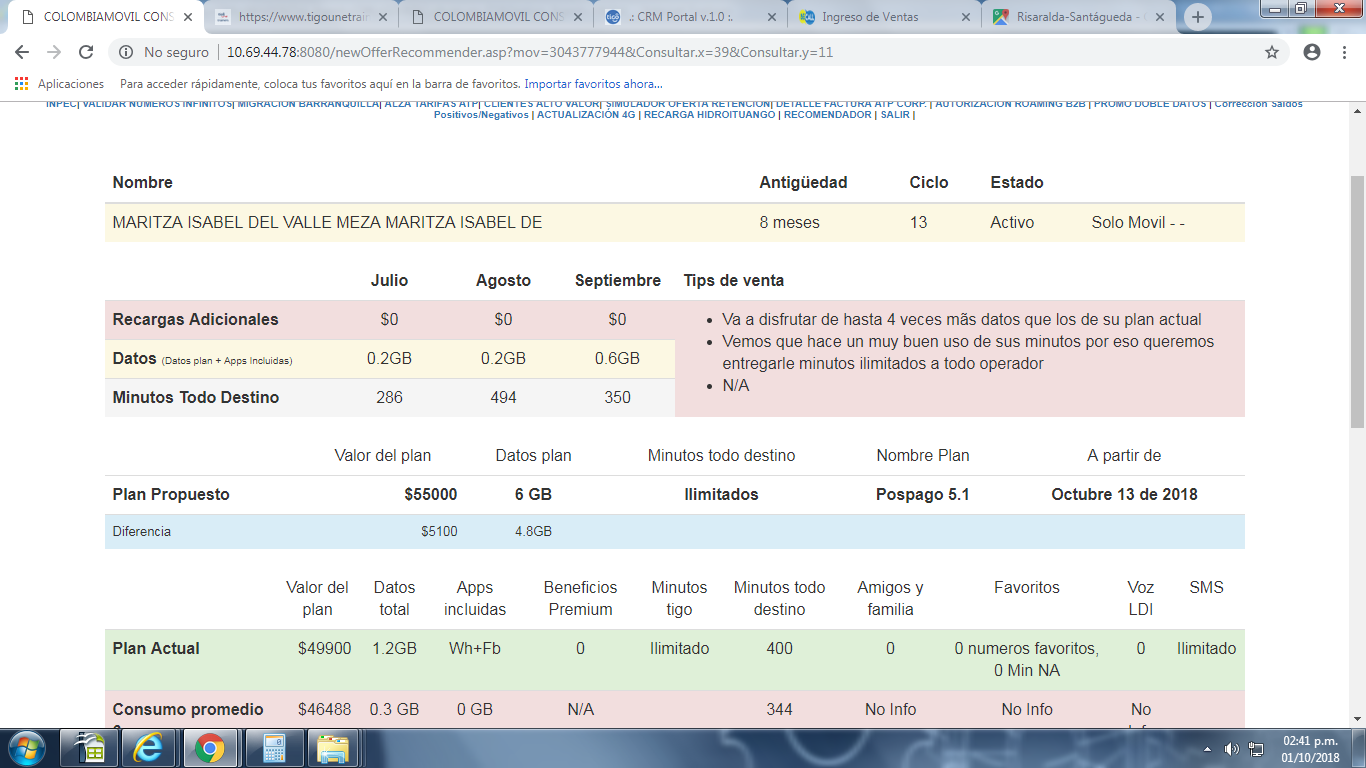 COLOMBIAMOVIL CONS
https://www.tigounetrain
COLOMBIAMOVIL CONS
.: CRM Portal v.1.0 :.
Ingreso de Ventas
Risaralda-Santágueda -
No seguro | 10.69.44.78:8080/newOfferRecommender.asp?mov=3043777944&Consultar.x=39&Consultar.y=11
Aplicaciones Para acceder rápidamente, coloca tus favoritos aquí en la barra de favoritos. Importar favoritos ahora...
INPEC| VALIDAR NUMEROS INFINITOS| MIGRACION BARRANQUILLA| ALZA TARIFAS ATP| CLIENTES ALTO VALOR| SIMULADOR OFERTA RETENCION| DETALLE FACTURA ATP CORP. | AUTORIZACION ROAMING B2B | PROMO DOBLE DATOS | Corrección Saldos
Positivos/Negativos | ACTUALIZACIÓN 4G | RECARGA HIDROITUANGO | RECOMENDADOR | SALIR |
Nombre Antigüedad Ciclo Estado
MARITZA ISABEL DEL VALLE MEZA MARITZA ISABEL DE 8 meses 13 Activo Solo Movil - -
Julio Agosto Septiembre Tips de venta
Recargas Adicionales $0 $0 $0
Datos (Datos plan + Apps Incluidas) 0.2GB 0.2GB 0.6GB
Minutos Todo Destino 286 494 350
• Va a disfrutar de hasta 4 veces mãs datos que los de su plan actual
• Vemos que hace un muy buen uso de sus minutos por eso queremos
entregarle minutos ilimitados a todo operador
• N/A
Valor del plan Datos plan Minutos todo destino Nombre Plan A partir de
Plan Propuesto $55000 6 GB Ilimitados Pospago 5.1 Octubre 13 de 2018
Diferencia $5100 4.8GB
Valor del Datos Apps Beneficios Minutos Minutos todo Amigos y Favoritos Voz SMS
plan total incluidas Premium tigo destino familia LDI
Plan Actual $49900 1.2GB Wh+Fb 0 Ilimitado 400 0 0 numeros favoritos, 0 Ilimitado
0 Min NA
Consumo promedio $46488 0.3 GB 0 GB N/A 344 No Info No Info No
02:41 p.m.
01/10/2018